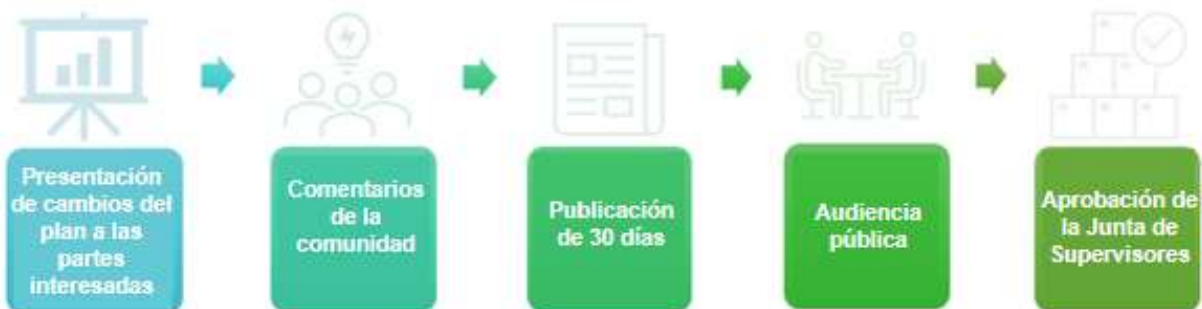 Presentación
de cambios del
plan a las
partes
interesadas
Comentarios
de la
comunidad
Publicación
de 30 días
Audiencia
pública
Aprobación de
la Junta de
Supervisores